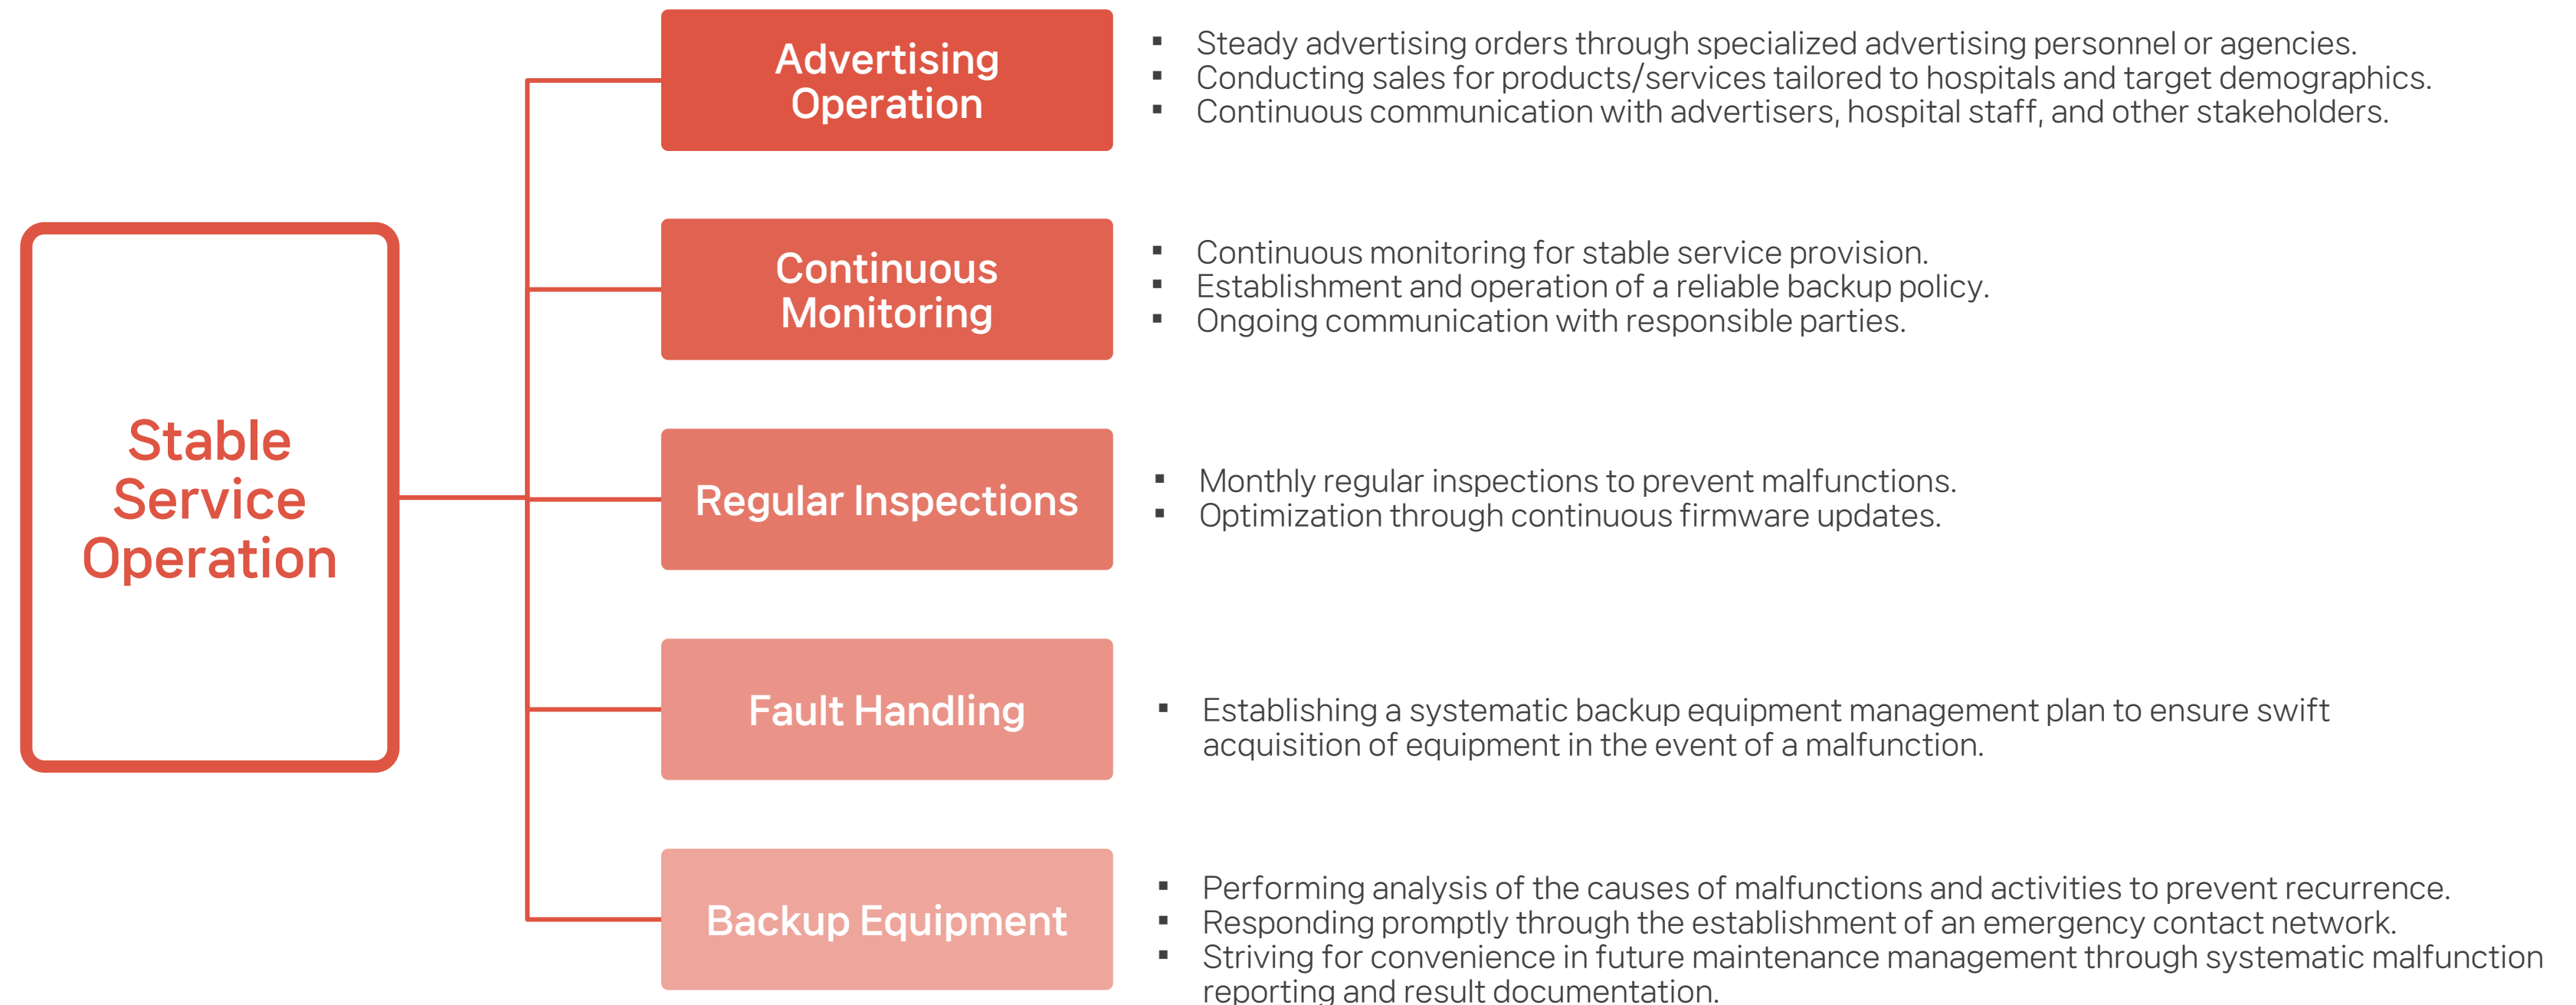 Stable
Service
Operation
Advertising
Operation
▪ Steady advertising orders through specialized advertising personnel or agencies.
▪ Conducting sales for products/services tailored to hospitals and target demographics.
▪ Continuous communication with advertisers, hospital staff, and other stakeholders.
Continuous
Monitoring
▪ Continuous monitoring for stable service provision.
▪ Establishment and operation of a reliable backup policy.
▪ Ongoing communication with responsible parties.
Regular Inspections
▪ Monthly regular inspections to prevent malfunctions.
▪ Optimization through continuous firmware updates.
Fault Handling
▪ Establishing a systematic backup equipment management plan to ensure swift
acquisition of equipment in the event of a malfunction.
Backup Equipment
▪ Performing analysis of the causes of malfunctions and activities to prevent recurrence.
▪ Responding promptly through the establishment of an emergency contact network.
▪ Striving for convenience in future maintenance management through systematic malfunction
reporting and result documentation.